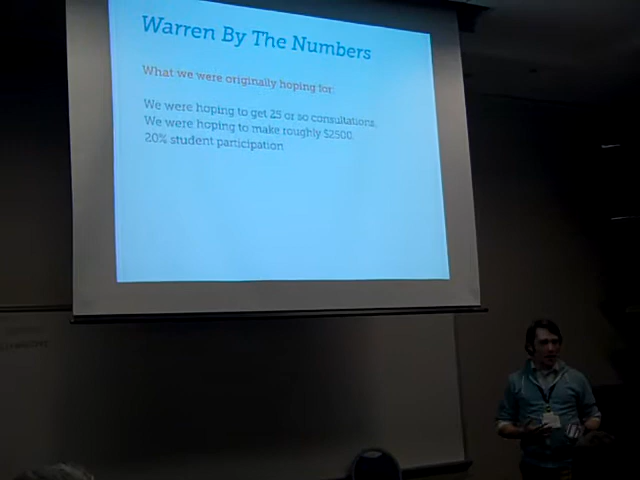 Warren By The Numbers
What we were originally hoping for:
We were hoping to get 25 or so consultations.
We were hoping to make roughly $2500.
20% student participation